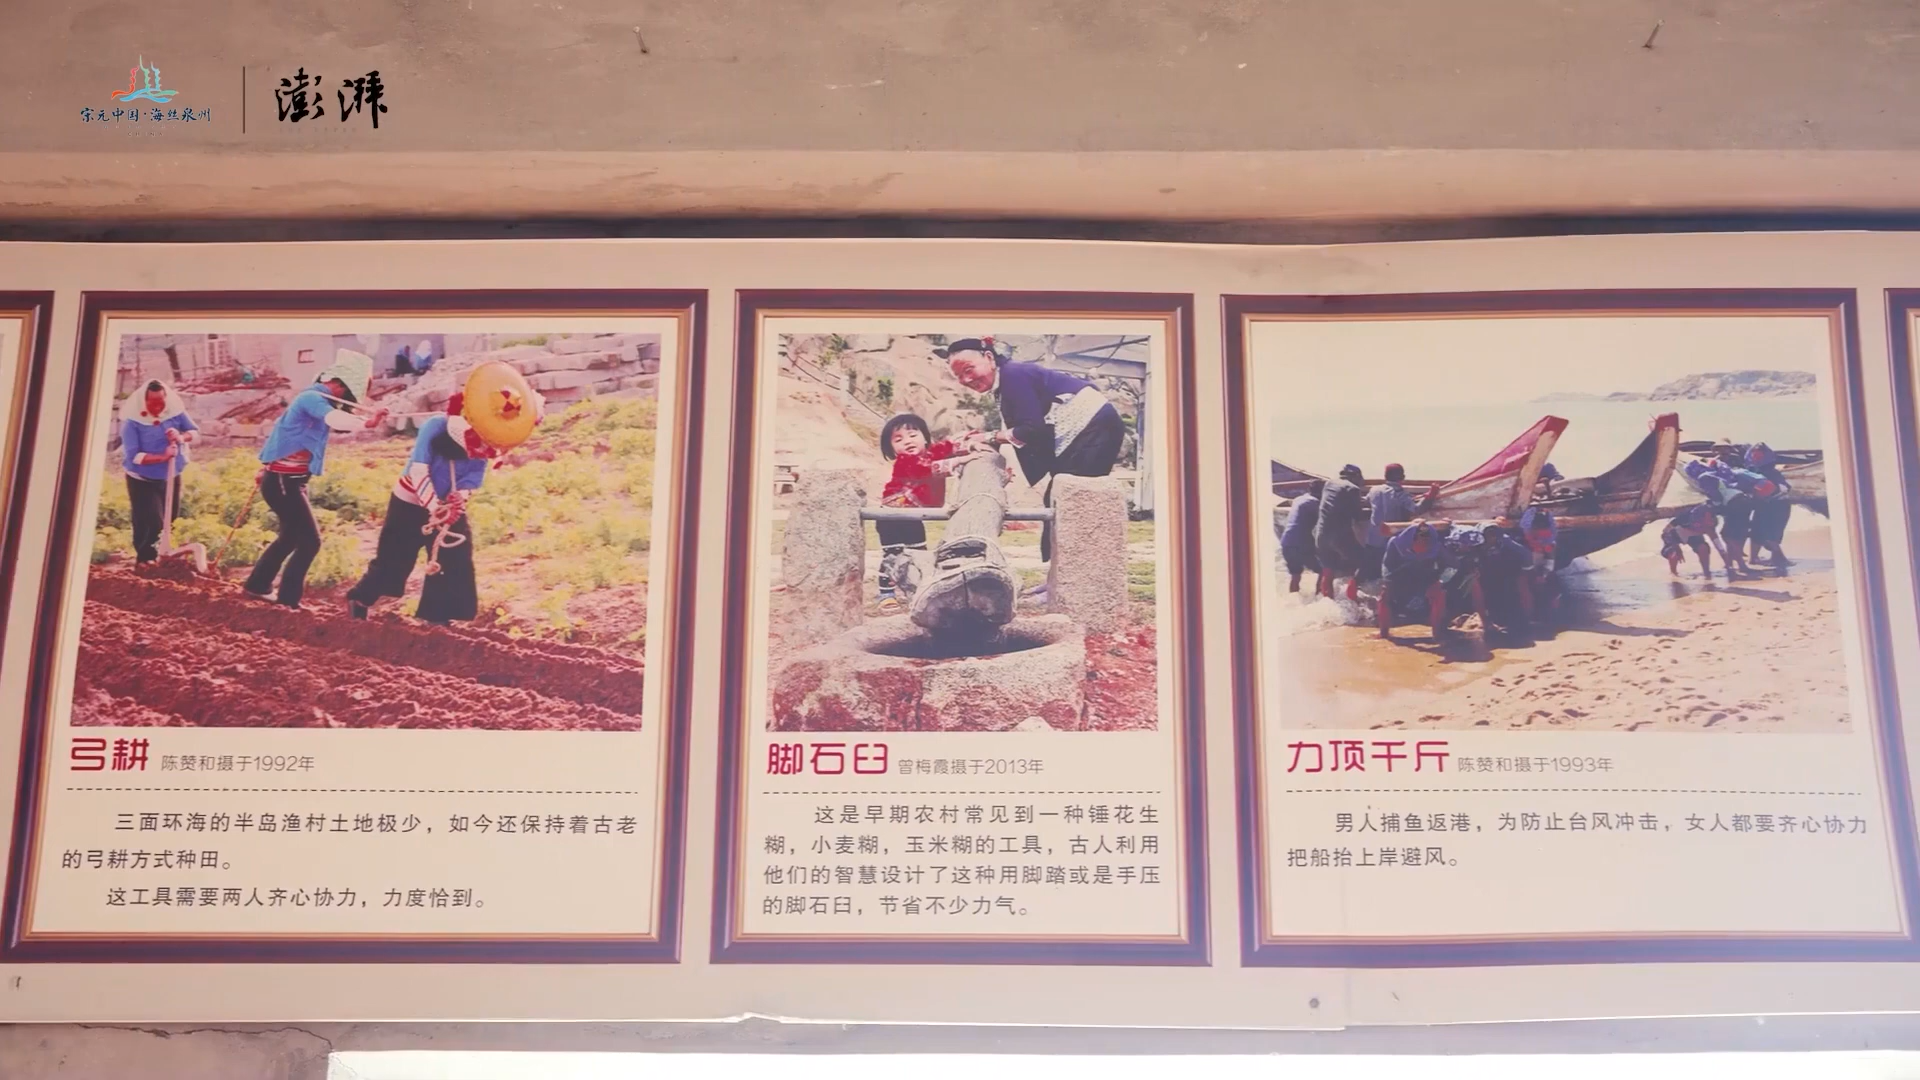 宗元中国·海丝泉州
澎湃
弓耕 陈赞和摄于1992年
三面环海的半岛渔村土地极少，如今还保持着古老
的弓耕方式种田。
这工具需要两人齐心协力，力度恰到。
脚石臼 曾梅霞摄于2013年
这是早期农村常见到一种锤花生
糊，小麦糊，玉米糊的工具，古人利用
他们的智慧设计了这种用脚踏或是手压
的脚石臼，节省不少力气。
力顶千斤 陈赞和摄于1993年
男人捕鱼返港，为防止台风冲击，女人都要齐心协力
把船抬上岸避风。